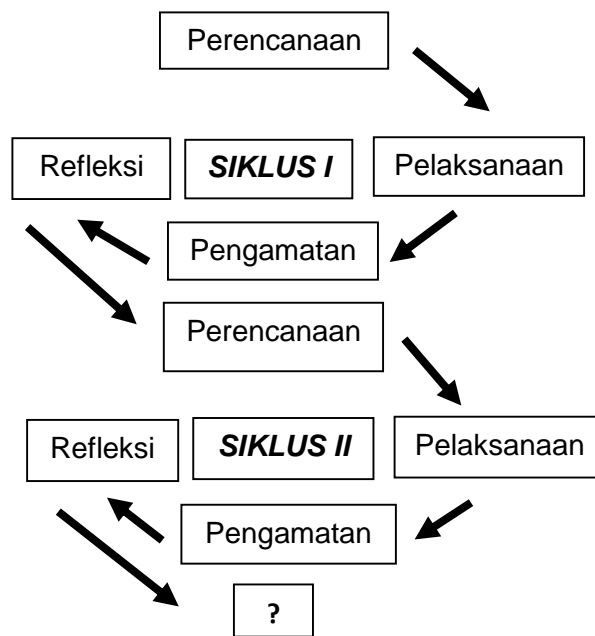 Perencanaan
Refleksi
SIKLUS I
Pelaksanaan
Pengamatan
Perencanaan
Refleksi
SIKLUS II
Pelaksanaan
Pengamatan
?